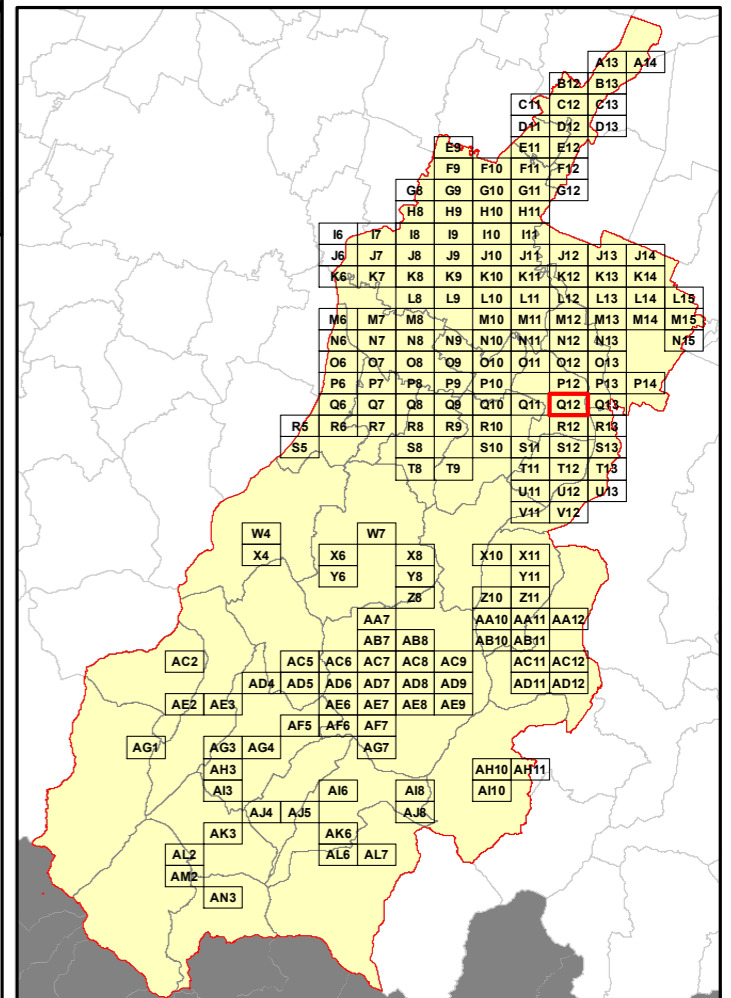 A13 A14
B12 B13
C11 C12 C13
D11 D12 D13
E9 E11 E12
F9 F10 F11 F12
G8 G9 G10 G11 G12
H8 H9 H10 H11
I6 I7 I8 I9 I10 I11
J6 J7 J8 J9 J10 J11 J12 J13 J14
K6 K7 K8 K9 K10 K11 K12 K13 K14
L8 L9 L10 L11 L12 L13 L14 L15
M6 M7 M8 M10 M11 M12 M13 M14 M15
N6 N7 N8 N9 N10 N11 N12 N13 N15
O6 O7 O8 O9 O10 O11 O12 O13
P6 P7 P8 P9 P10 P12 P13 P14
Q6 Q7 Q8 Q9 Q10 Q11 Q12 Q13
R5 R6 R7 R8 R9 R10 R12 R13
S5 S8 S10 S11 S12 S13
T8 T9 T11 T12 T13
U11 U12 U13
V11 V12
W4 W7
X4 X6 X8 X10 X11
Y6 Y8 Y11
Z8 Z10 Z11
AA7 AA10 AA11 AA12
AB7 AB8 AB10 AB11
AC2 AC5 AC6 AC7 AC8 AC9 AC11 AC12
AD4 AD5 AD6 AD7 AD8 AD9 AD11 AD12
AE2 AE3 AE6 AE7 AE8 AE9
AF5 AF6 AF7
AG1 AG3 AG4 AG7
AH3 AH10 AH11
AI3 AI6 AI8 AI10
AJ4 AJ5 AJ8
AK3 AK6
AL2 AL6 AL7
AM2
AN3